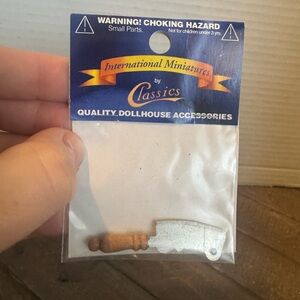 WARNING! CHOKING HAZARD
Small Parts. Not for children under 3 yrs.
International Miniatures
by
Classics
QUALITY DOLLHOUSE ACCESSORIES